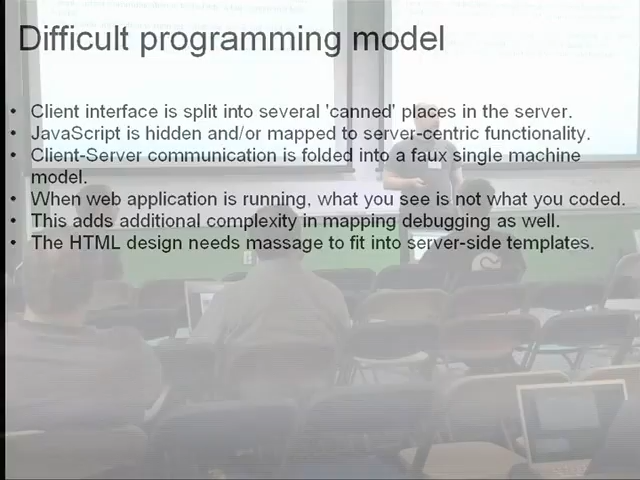 Difficult programming model
• Client interface is split into several 'canned' places in the server.
• JavaScript is hidden and/or mapped to server-centric functionality.
• Client-Server communication is folded into a faux single machine
model.
• When web application is running, what you see is not what you coded.
• This adds additional complexity in mapping debugging as well.
• The HTML design needs massage to fit into server-side templates.